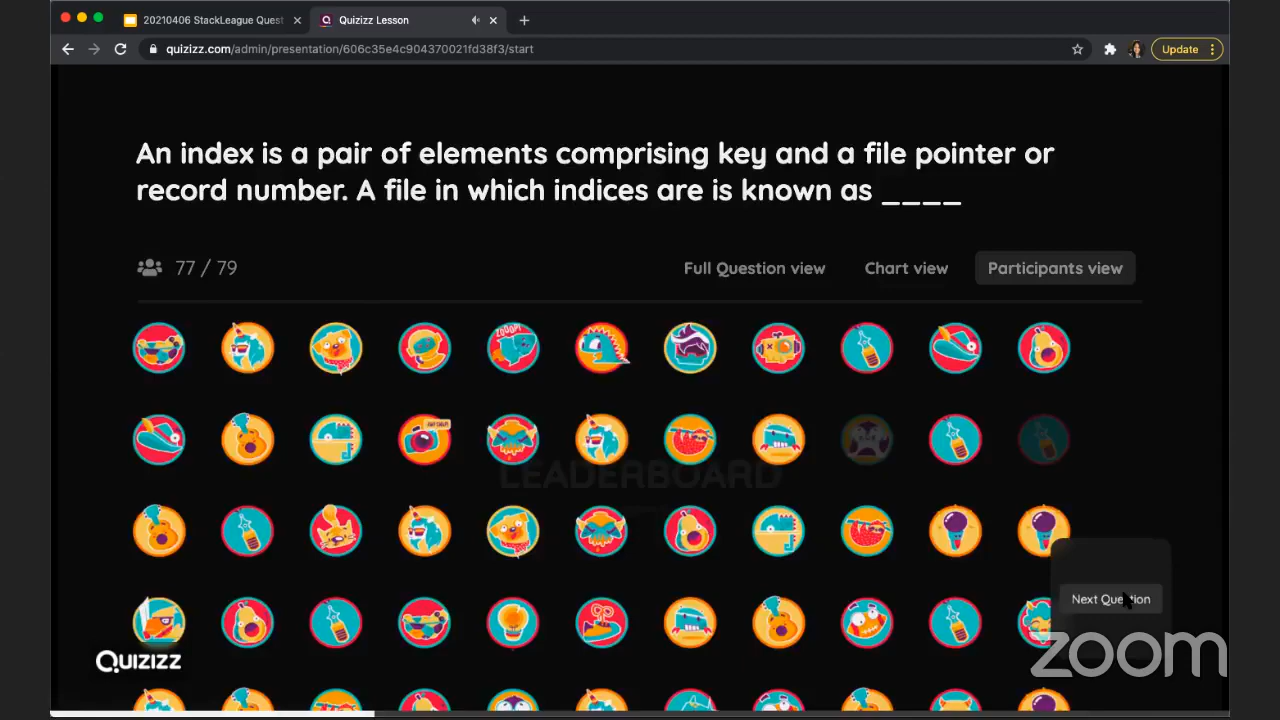 20210406 StackLeague Quest
Quizizz Lesson
quizizz.com/admin/presentation/606c35e4c904370021fd38f3/start
Update
An index is a pair of elements comprising key and a file pointer or
record number. A file in which indices are is known as ____
77 / 79
Full Question view
Chart view
Participants view
ZOOOM!
LEADERBOARD
Next Question
QUIZIZZ
zoom